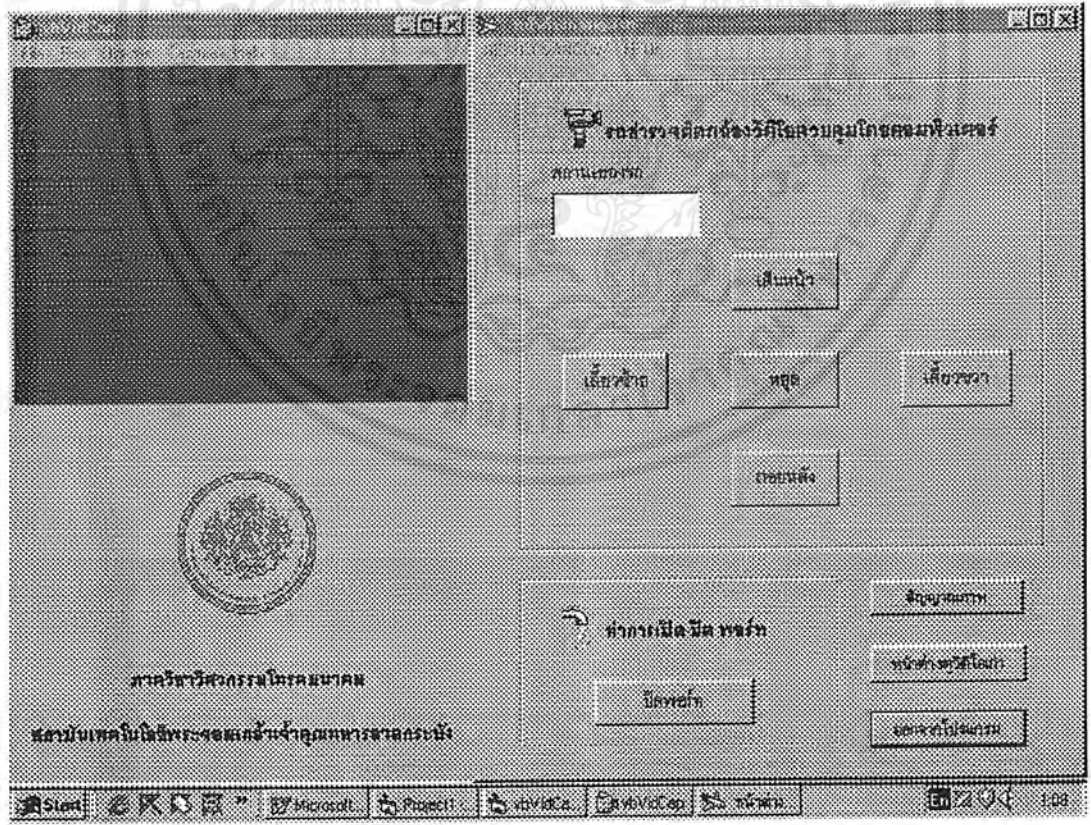 รถสำรวจติดกล้องวิดีโอควบคุมโดยคอมพิวเตอร์
สถานะของรถ
เดินหน้า
เลี้ยวซ้าย
หยุด
เลี้ยวขวา
ถอยหลัง
สัญญาณภาพ
ทำการเปิด ปิด พอร์ท
หน้าต่างดูวีดีโอเก่า
ภาควิชาวิศวกรรมโทรคมนาคม
ปิดพอร์ท
ออกจากโปรแกรม
สถาบันเทคโนโลยีพระจอมเกล้าเจ้าคุณทหารลาดกระบัง
Start
Microsoft...
Project1
vbVidCa...
vbVidCap
En
1:08